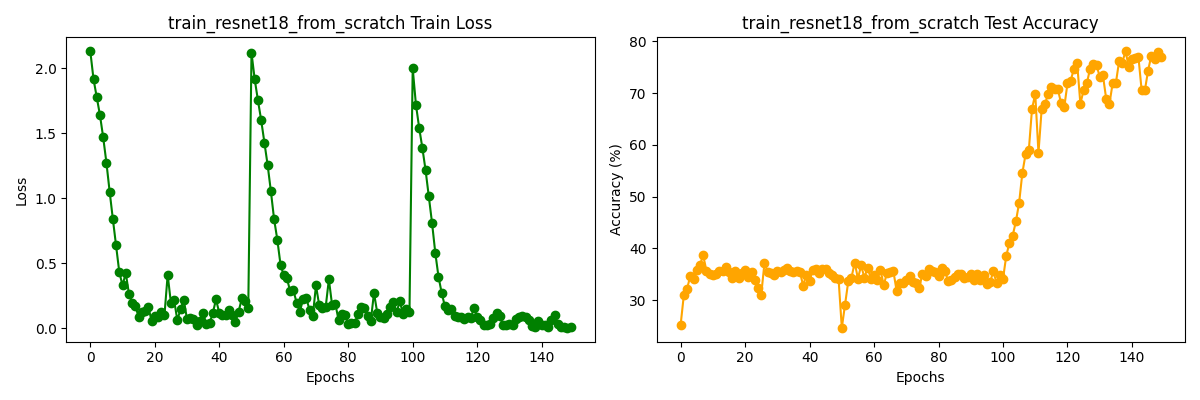 train_resnet18_from_scratch Train Loss
2.0
1.5
1.0
0.5
0.0
Loss
0 20 40 60 80 100 120 140
Epochs
train_resnet18_from_scratch Test Accuracy
80
70
60
50
40
30
Accuracy (%)
0 20 40 60 80 100 120 140
Epochs